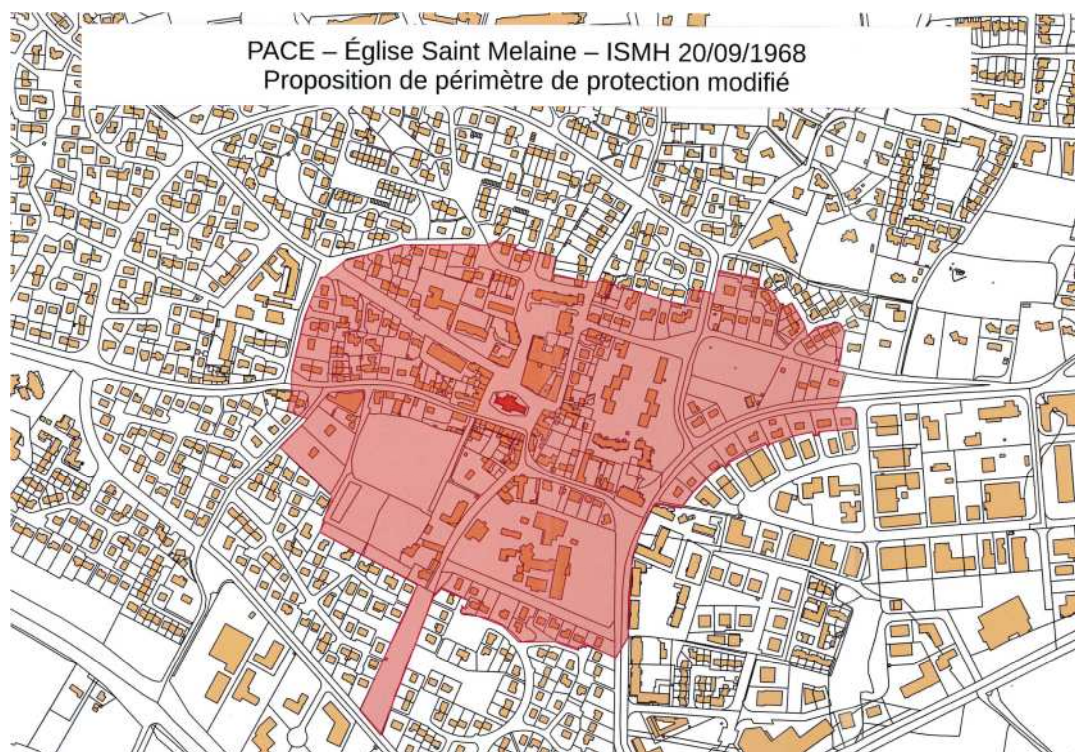 PACE – Église Saint Melaine – ISMH 20/09/1968
Proposition de périmètre de protection modifié